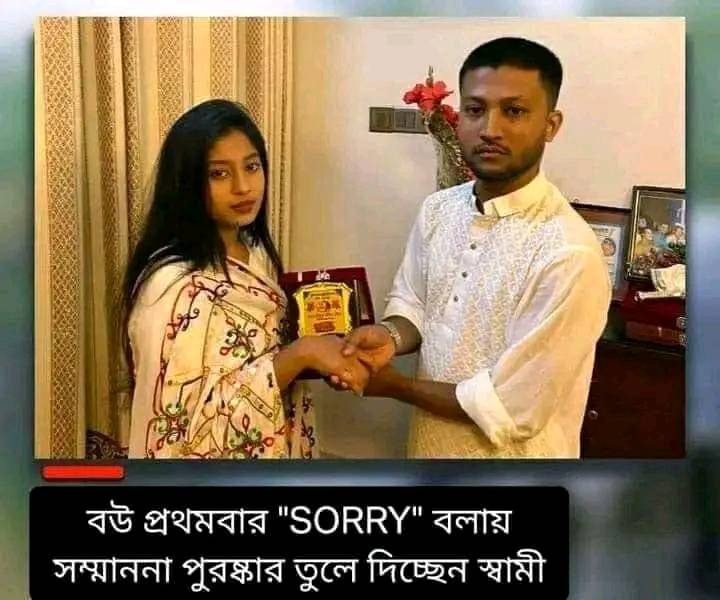 বউ প্রথমবার "SORRY" বলায়
সম্মাননা পুরষ্কার তুলে দিচ্ছেন স্বামী